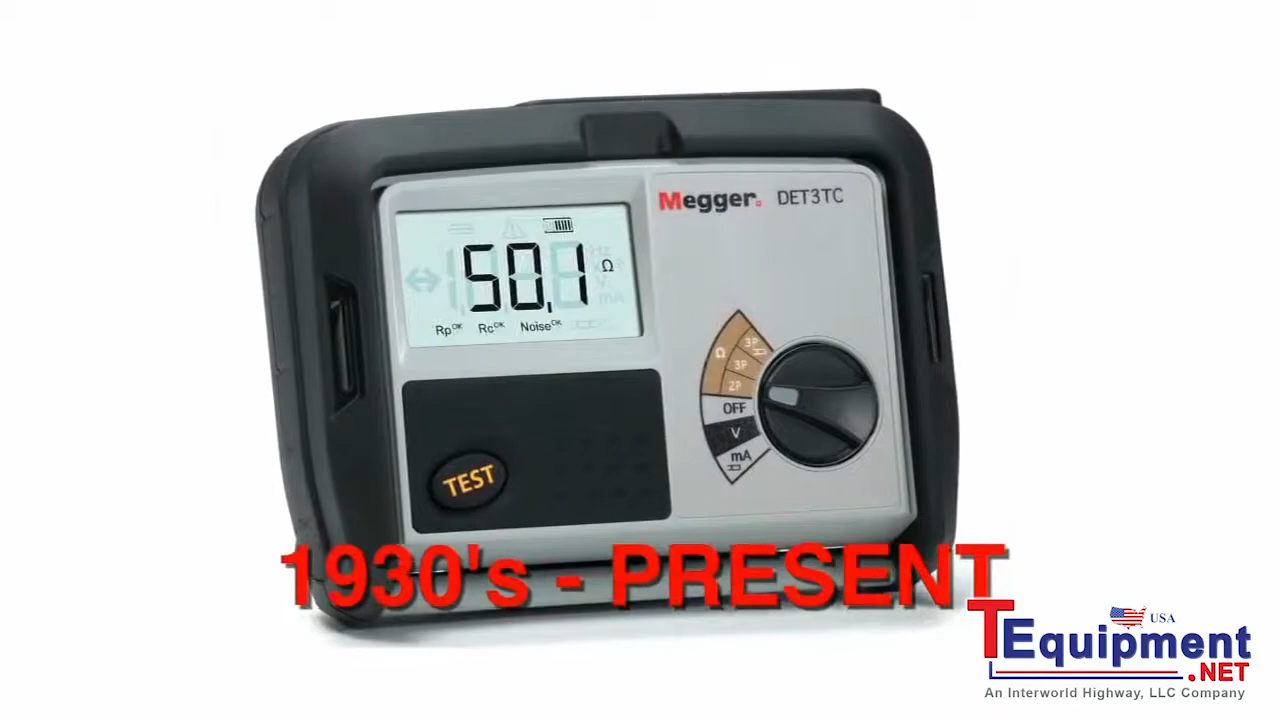 Megger. DET3TC
50,1 Ω
Rp OK Rc OK Noise OK
Ω
3P
3P
2P
OFF
V
mA
TEST
1930's - PRESENT
USA
TEquipment
.NET
An Interworld Highway, LLC Company